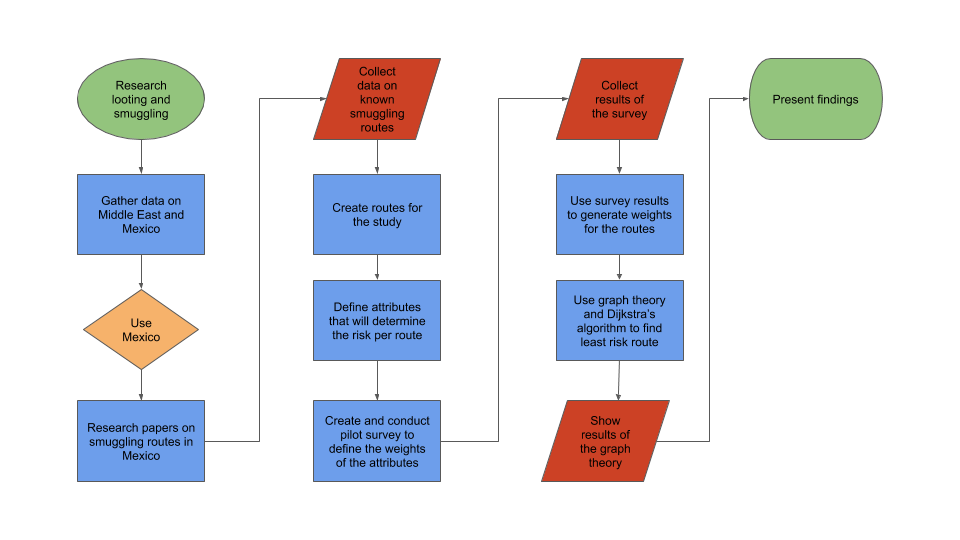 Research
looting and
smuggling
Gather data on
Middle East and
Mexico
Use
Mexico
Research papers on
smuggling routes in
Mexico
Collect
data on
known
smuggling
routes
Create routes for
the study
Define attributes
that will determine
the risk per route
Create and conduct
pilot survey to
define the weights
of the attributes
Collect
results of
the survey
Use survey results
to generate weights
for the routes
Use graph theory
and Dijkstra's
algorithm to find
least risk route
Show
results of
the graph
theory
Present findings